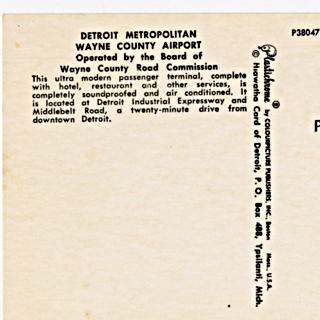 DETROIT METROPOLITAN
WAYNE COUNTY AIRPORT
Operated by the Board of
Wayne County Road Commission
This ultra modern passenger terminal, complete
with hotel, restaurant and other services, is
completely soundproofed and air conditioned. It
is located at Detroit Industrial Expressway and
Middlebelt Road, a twenty-minute drive from
downtown Detroit.
P38047
Plastichrome ® by COLOURPICTURE PUBLISHERS, INC., Boston Mass., U.S.A.
© Hiawatha Card of Detroit, P. O. Box 488, Ypsilanti, Mich.
P